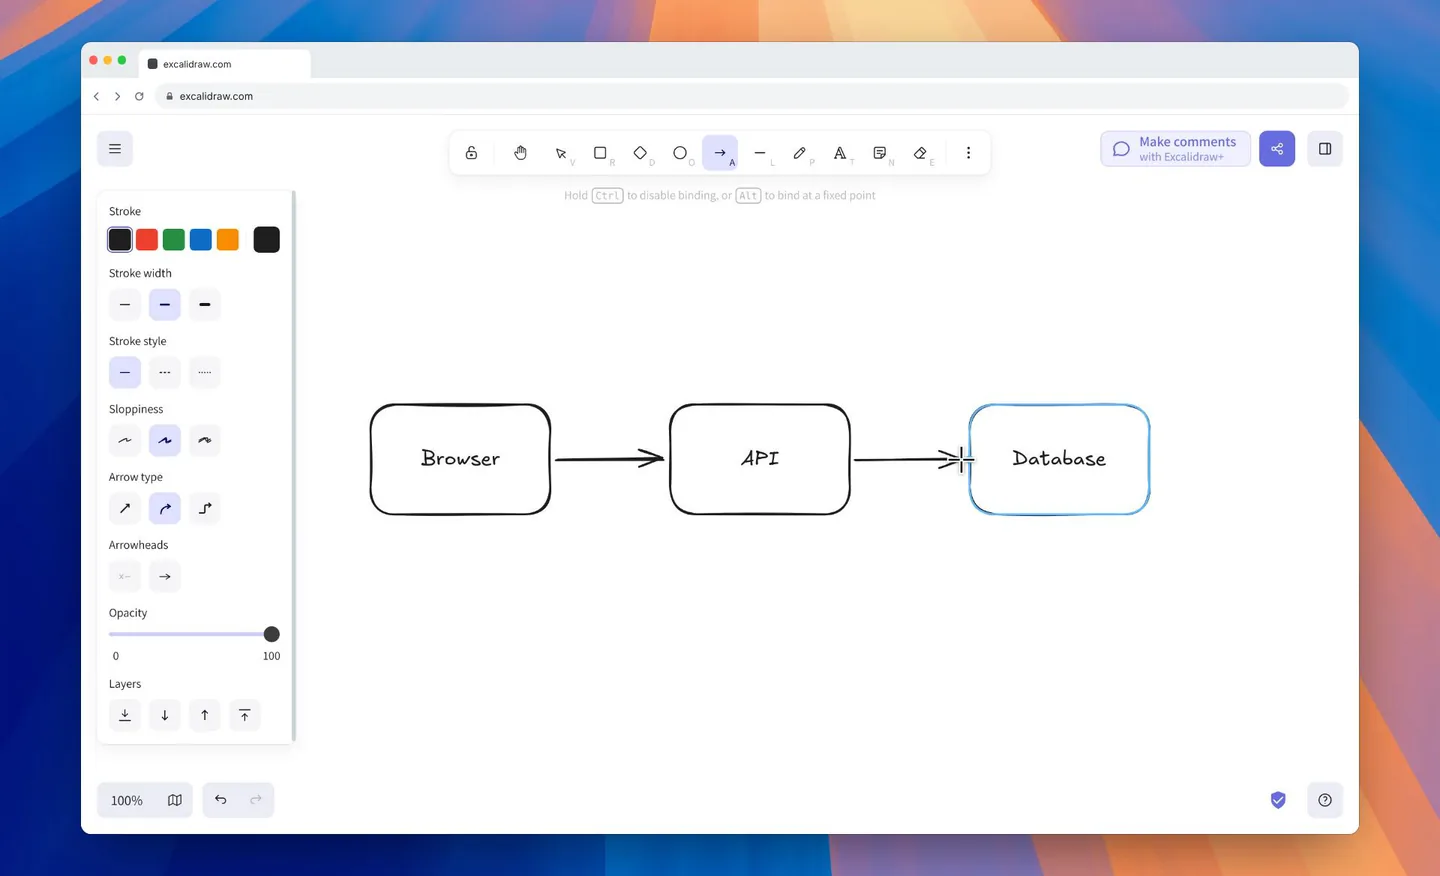 excalidraw.com
excalidraw.com
V R D O A L P T N E
Make comments
with Excalidraw+
Hold Ctrl to disable binding, or Alt to bind at a fixed point
Stroke
Stroke width
Stroke style
Sloppiness
Arrow type
Arrowheads
Opacity
0 100
Layers
Browser API Database
100%